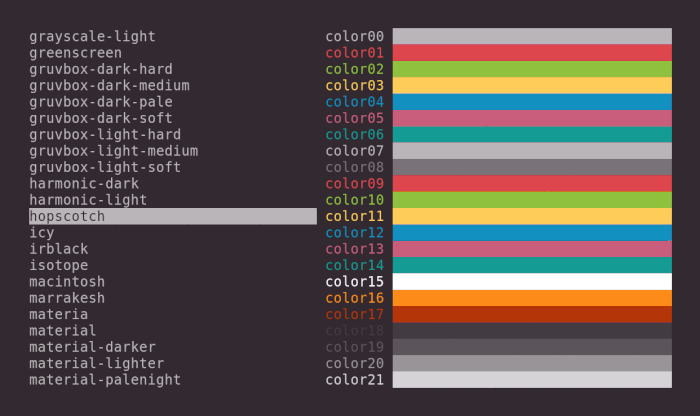 grayscale-light color00
greenscreen color01
gruvbox-dark-hard color02
gruvbox-dark-medium color03
gruvbox-dark-pale color04
gruvbox-dark-soft color05
gruvbox-light-hard color06
gruvbox-light-medium color07
gruvbox-light-soft color08
harmonic-dark color09
harmonic-light color10
hopscotch color11
icy color12
irblack color13
isotope color14
macintosh color15
marrakesh color16
materia color17
material color18
material-darker color19
material-lighter color20
material-palenight color21